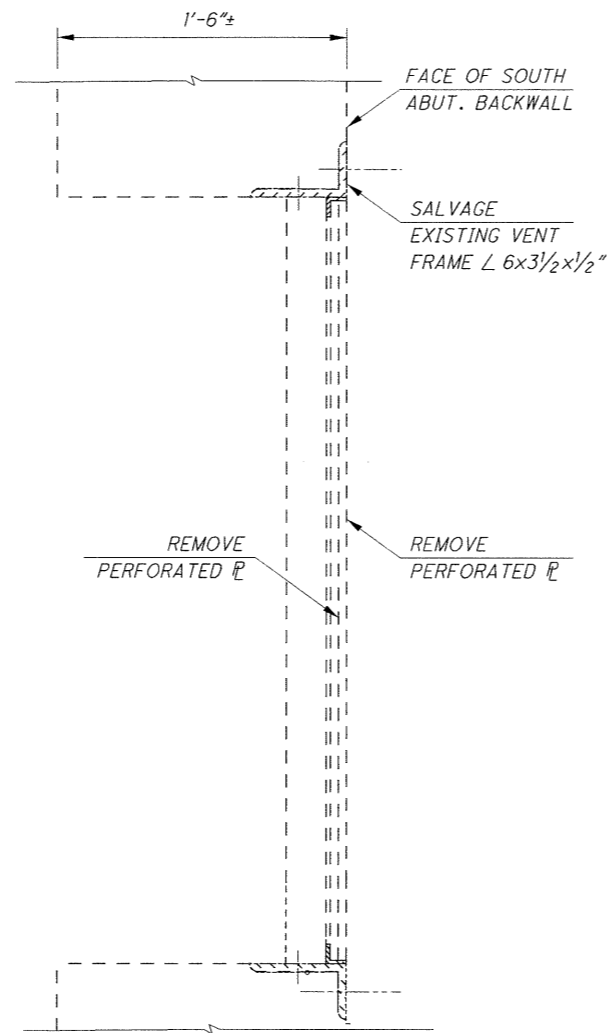 1'-6"±
FACE OF SOUTH
ABUT. BACKWALL
SALVAGE
EXISTING VENT
FRAME ∠ 6x3½x½"
REMOVE
PERFORATED ⅊
REMOVE
PERFORATED ⅊